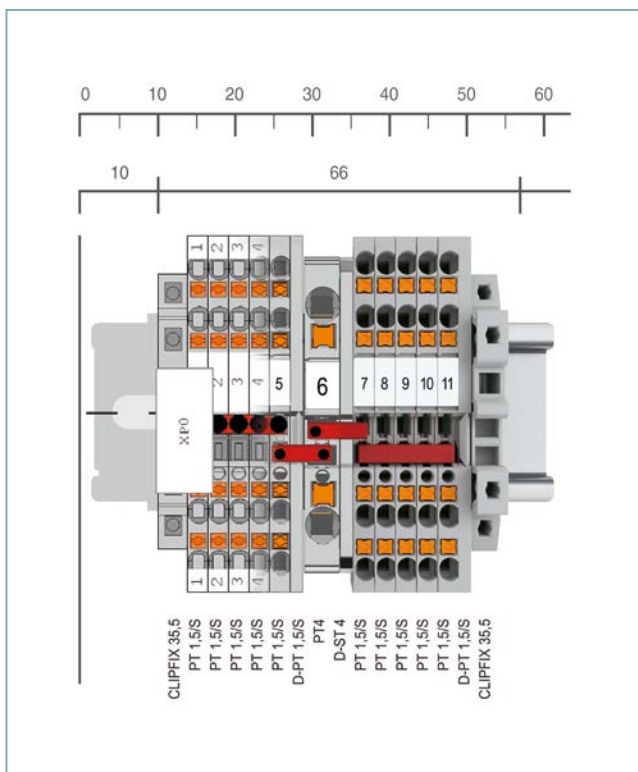 0 10 20 30 40 50 60
10 66
1 2 3 4
2 3 4 5 6 7 8 9 10 11
XP0
1 2 3 4
CLIPFIX 35,5
PT 1,5/S
PT 1,5/S
PT 1,5/S
PT 1,5/S
PT 1,5/S
D-PT 1,5/S
PT4
D-ST 4
PT 1,5/S
PT 1,5/S
PT 1,5/S
PT 1,5/S
PT 1,5/S
D-PT 1,5/S
CLIPFIX 35,5